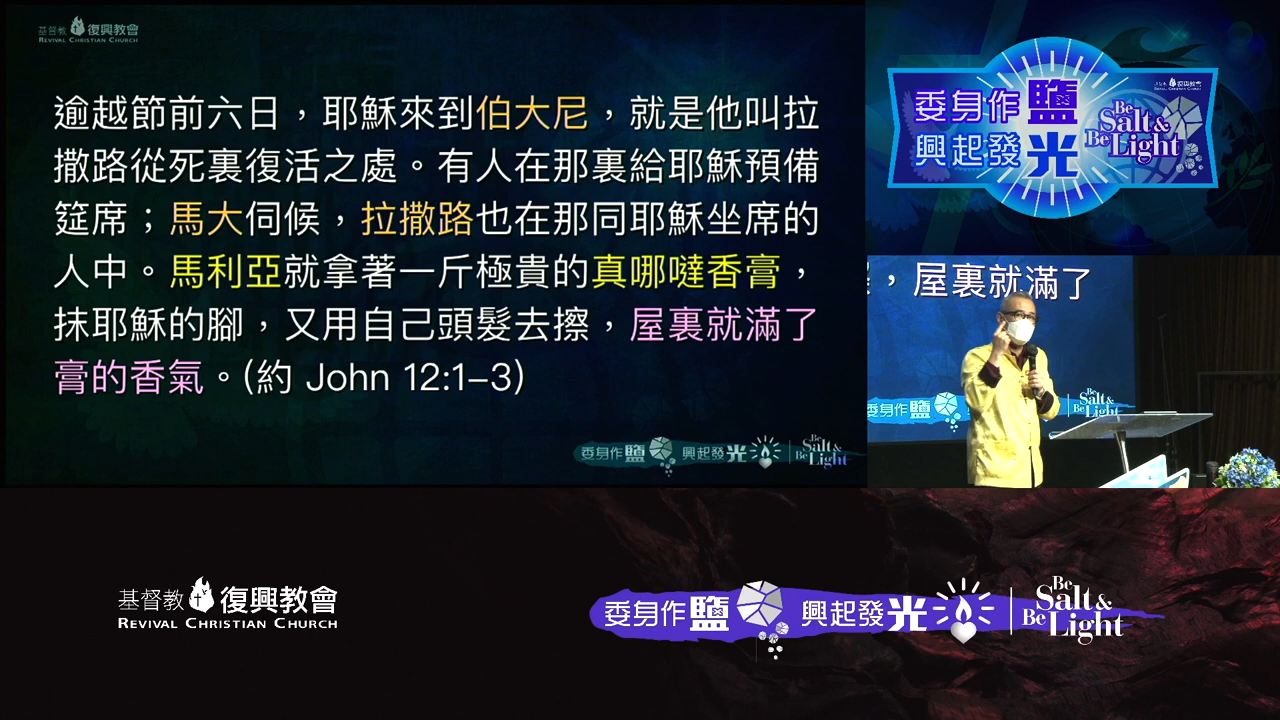 基督教 復興教會
REVIVAL CHRISTIAN CHURCH
逾越節前六日，耶穌來到伯大尼，就是他叫拉
撒路從死裏復活之處。有人在那裏給耶穌預備
筵席；馬大伺候，拉撒路也在那同耶穌坐席的
人中。馬利亞就拿著一斤極貴的真哪噠香膏，
抹耶穌的腳，又用自己頭髮去擦，屋裏就滿了
膏的香氣。(約 John 12:1–3)
委身作鹽 興起發光 Be Salt & Be Light
復興教會
委身作鹽
興起發光
Be Salt & Be Light
，屋裏就滿了
委身作鹽
Be Salt & Be Light
基督教 復興教會
REVIVAL CHRISTIAN CHURCH
委身作鹽 興起發光 Be Salt & Be Light